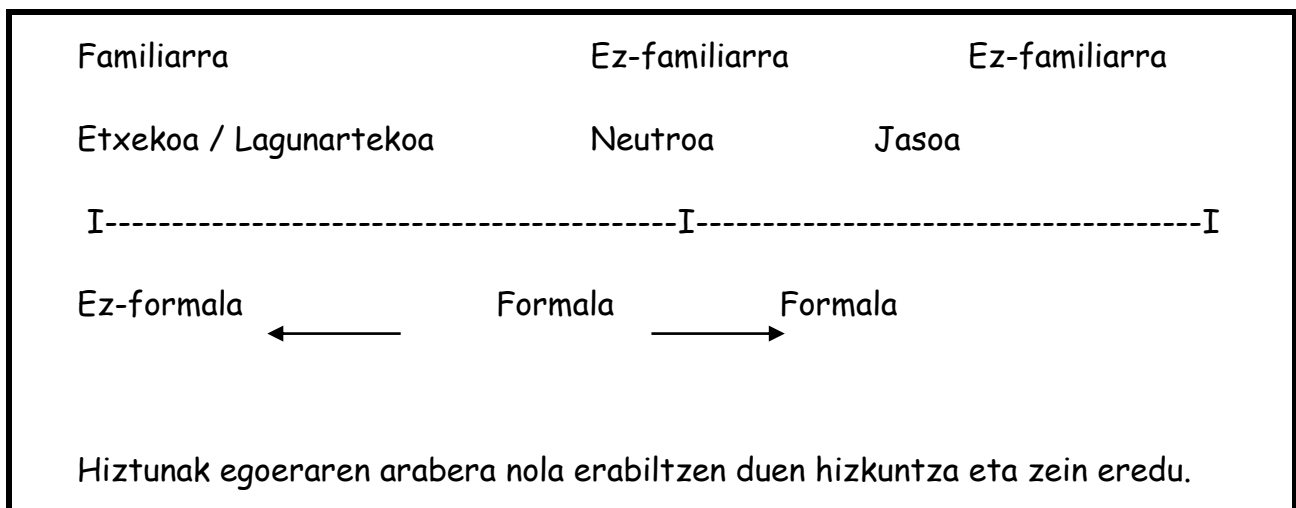 Familiarra Ez-familiarra Ez-familiarra
Etxekoa / Lagunartekoa Neutroa Jasoa
I-------------------------------------------I--------------------------------------I
Ez-formala Formala Formala
Hiztunak egoeraren arabera nola erabiltzen duen hizkuntza eta zein eredu.